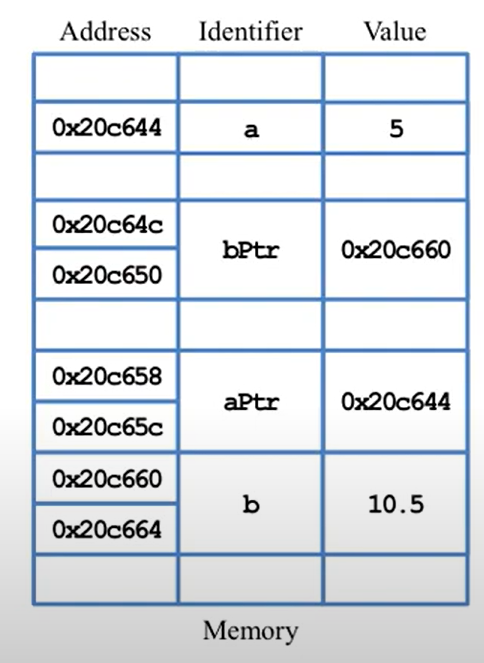 Address Identifier Value
0x20c644 a 5
0x20c64c
bPtr 0x20c660
0x20c650
0x20c658
aPtr 0x20c644
0x20c65c
0x20c660
b 10.5
0x20c664
Memory